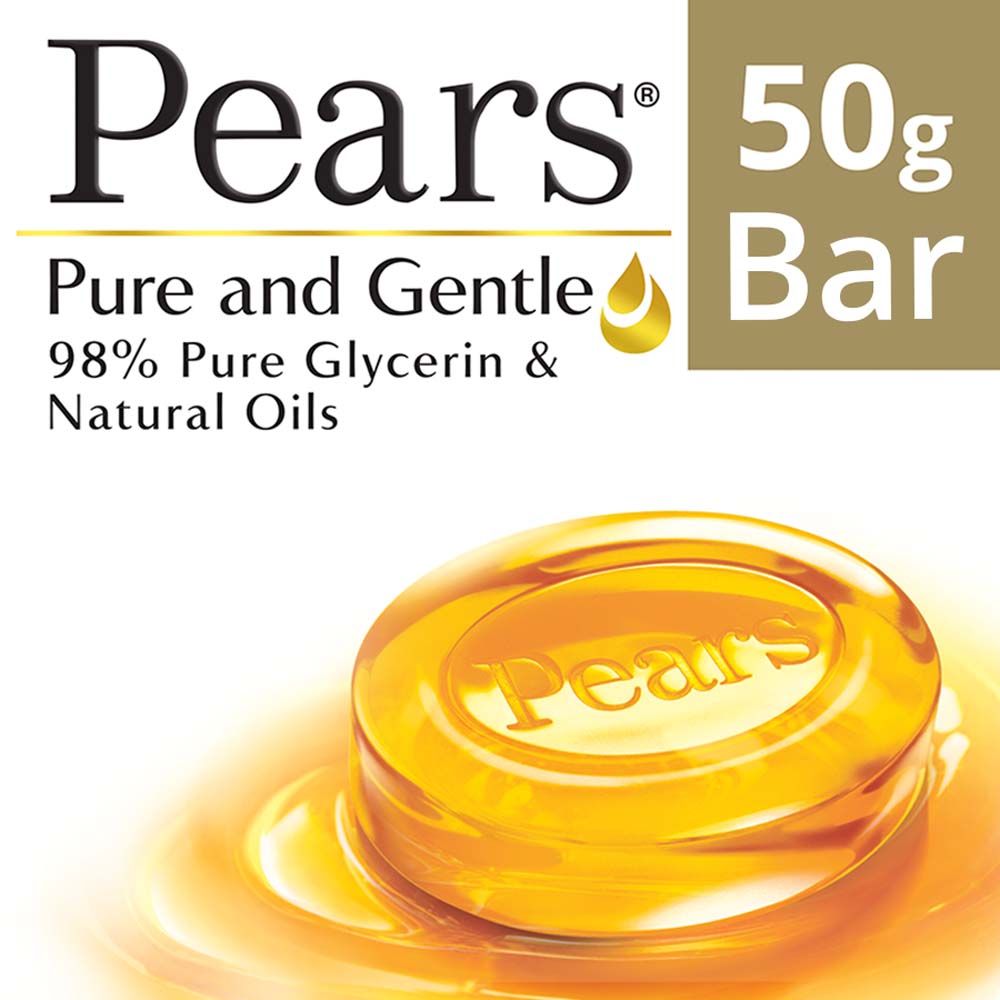 Pears®
Pure and Gentle
98% Pure Glycerin &
Natural Oils
50g
Bar
Pears